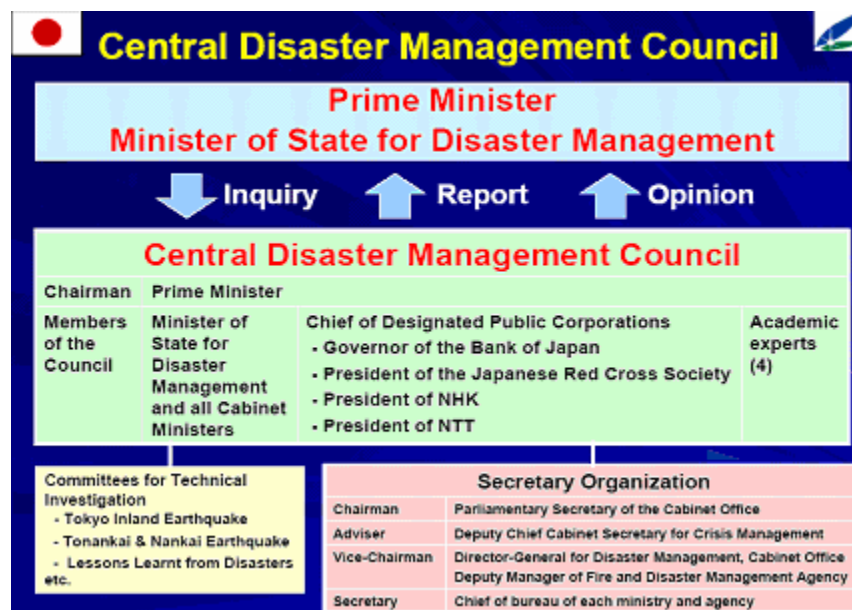 Central Disaster Management Council
Prime Minister
Minister of State for Disaster Management
Inquiry Report Opinion
Central Disaster Management Council
Chairman Prime Minister
Members of the Council
Minister of State for Disaster Management and all Cabinet Ministers
Chief of Designated Public Corporations
- Governor of the Bank of Japan
- President of the Japanese Red Cross Society
- President of NHK
- President of NTT
Academic experts (4)
Committees for Technical
Investigation
- Tokyo Inland Earthquake
- Tonankai & Nankai Earthquake
- Lessons Learnt from Disasters
etc.
Secretary Organization
Chairman Parliamentary Secretary of the Cabinet Office
Adviser Deputy Chief Cabinet Secretary for Crisis Management
Vice-Chairman Director-General for Disaster Management, Cabinet Office
Deputy Manager of Fire and Disaster Management Agency
Secretary Chief of bureau of each ministry and agency